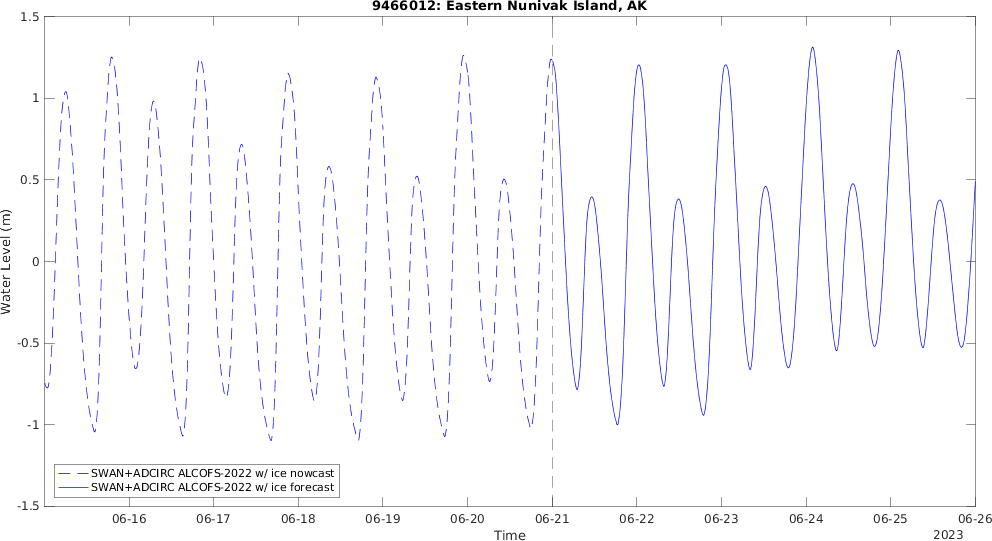 9466012: Eastern Nunivak Island, AK
1.5
1
0.5
0
-0.5
-1
-1.5
Water Level (m)
SWAN+ADCIRC ALCOFS-2022 w/ ice nowcast
SWAN+ADCIRC ALCOFS-2022 w/ ice forecast
06-16 06-17 06-18 06-19 06-20 06-21 06-22 06-23 06-24 06-25 06-26
Time
2023